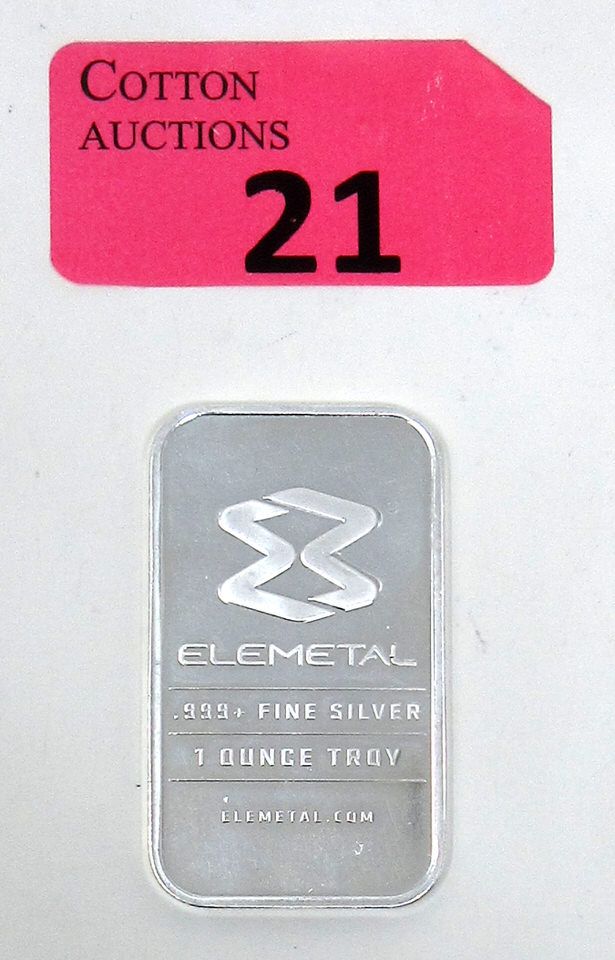 COTTON
AUCTIONS
21
ELEMETAL
.999+ FINE SILVER
1 OUNCE TROY
ELEMETAL.COM